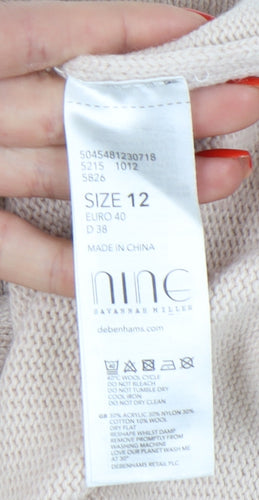 5045481230718
S215 1012
S826
SIZE 12
EURO 40
D 38
MADE IN CHINA
NINE
SAVANNAH MILLER
debenhams.com
40°C WOOL CYCLE
DO NOT BLEACH
DO NOT TUMBLE DRY
COOL IRON
DO NOT DRY CLEAN
GB 30% ACRYLIC 30% NYLON 30%
COTTON 10% WOOL
DRY FLAT
RESHAPE WHILST DAMP
REMOVE PROMPTLY FROM
WASHING MACHINE
LOVE OUR PLANET WASH ME
AT 30°
DEBENHAMS RETAIL PLC